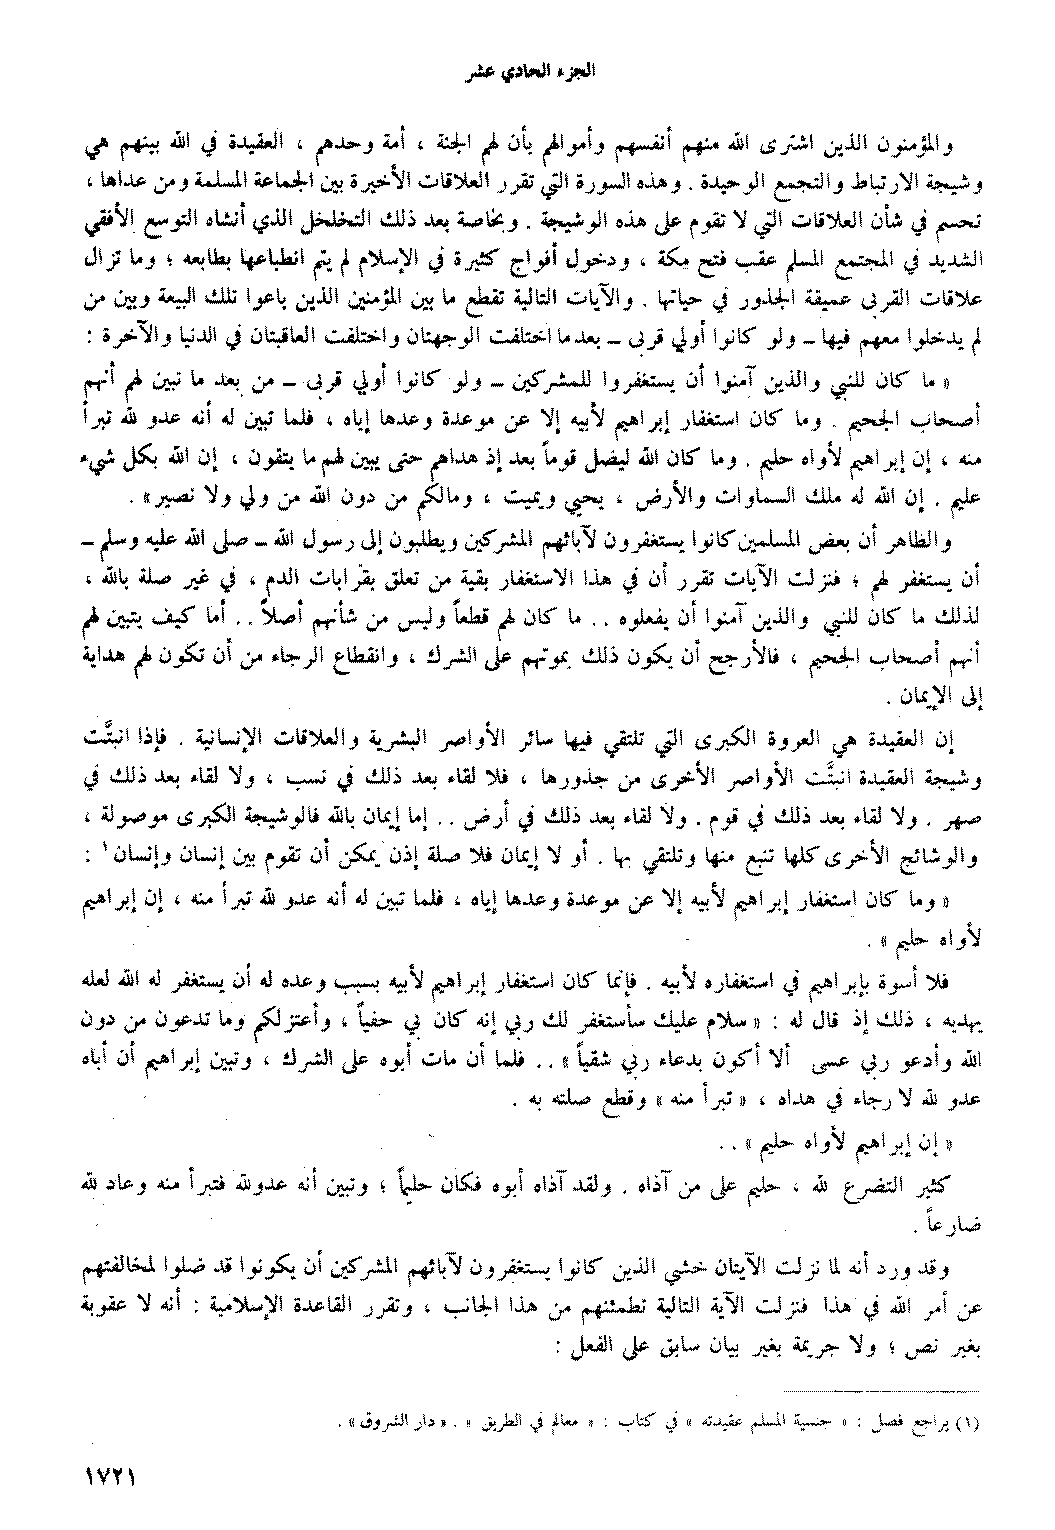 الجزء الحادي عشر
والمؤمنون الذين اشترى الله منهم أنفسهم وأموالهم بأن لهم الجنة ، أمة وحدهم ، العقيدة في الله بينهم هي
وشيجة الارتباط والتجمع الوحيدة . وهذه السورة التي تقرر العلاقات الأخيرة بين الجماعة المسلمة ومن عداها ،
تحسم في شأن العلاقات التي لا تقوم على هذه الوشيجة . وبخاصة بعد ذلك التخلخل الذي أنشاه التوسع الأفقي
الشديد في المجتمع المسلم عقب فتح مكة ، ودخول أفواج كثيرة في الإسلام لم يتم انطباعها بطابعه ؛ وما تزال
علاقات القربى عميقة الجذور في حياتها . والآيات التالية تقطع ما بين المؤمنين الذين باعوا تلك البيعة وبين من
لم يدخلوا معهم فيها – ولو كانوا أولي قربى – بعدما اختلفت الوجهتان واختلفت العاقبتان في الدنيا والآخرة :
« ما كان للنبي والذين آمنوا أن يستغفروا للمشركين – ولو كانوا أولي قربى – من بعد ما تبين لهم أنهم
أصحاب الجحيم . وما كان استغفار إبراهيم لأبيه إلا عن موعدة وعدها إياه ، فلما تبين له أنه عدو لله تبرأ
منه ، إن إبراهيم لأواه حليم . وما كان الله ليضل قوماً بعد إذ هداهم حتى يبين لهم ما يتقون ، إن الله بكل شيء
عليم . إن الله له ملك السماوات والأرض ، يحيي ويميت ، ومالكم من دون الله من ولي ولا نصير» .
والظاهر أن بعض المسلمين كانوا يستغفرون لآبائهم المشركين ويطلبون إلى رسول الله – صلى الله عليه وسلم –
أن يستغفر لهم ؛ فنزلت الآيات تقرر أن في هذا الاستغفار بقية من تعلق بقرابات الدم ، في غير صلة بالله ،
لذلك ما كان للنبي والذين آمنوا أن يفعلوه .. ما كان لهم قطعاً وليس من شأنهم أصلاً .. أما كيف يتبين لهم
أنهم أصحاب الجحيم ، فالأرجح أن يكون ذلك بموتهم على الشرك ، وانقطاع الرجاء من أن تكون لهم هداية
إلى الإيمان .
إن العقيدة هي العروة الكبرى التي تلتقي فيها سائر الأواصر البشرية والعلاقات الإنسانية . فإذا انبتَّت
وشيجة العقيدة انبتَّت الأواصر الأخرى من جذورها ، فلا لقاء بعد ذلك في نسب ، ولا لقاء بعد ذلك في
صهر . ولا لقاء بعد ذلك في قوم . ولا لقاء بعد ذلك في أرض .. إما إيمان بالله فالوشيجة الكبرى موصولة ،
والوشائج الأخرى كلها تنبع منها وتلتقي بها . أو لا إيمان فلا صلة إذن يمكن أن تقوم بين إنسان وإنسان١ :
« وما كان استغفار إبراهيم لأبيه إلا عن موعدة وعدها إياه ، فلما تبين له أنه عدو لله تبرأ منه ، إن إبراهيم
لأواه حليم » .
فلا أسوة بإبراهيم في استغفاره لأبيه . فإنما كان استغفار إبراهيم لأبيه بسبب وعده له أن يستغفر له الله لعله
يهديه ، ذلك إذ قال له : « سلام عليك سأستغفر لك ربي إنه كان بي حفياً ، وأعتزلكم وما تدعون من دون
الله وأدعو ربي عسى ألا أكون بدعاء ربي شقياً » .. فلما أن مات أبوه على الشرك ، وتبين إبراهيم أن أباه
عدو لله لا رجاء في هداه ، « تبرأ منه » وقطع صلته به .
« إن إبراهيم لأواه حليم » ..
كثير التضرع لله ، حليم على من آذاه . ولقد آذاه أبوه فكان حليماً ؛ وتبين أنه عدو لله فتبرأ منه وعاد لله
ضارعاً .
وقد ورد أنه لما نزلت الآيتان خشي الذين كانوا يستغفرون لآبائهم المشركين أن يكونوا قد ضلوا لمخالفتهم
عن أمر الله في هذا فنزلت الآية التالية تطمئنهم من هذا الجانب ، وتقرر القاعدة الإسلامية : أنه لا عقوبة
بغير نص ؛ ولا جريمة بغير بيان سابق على الفعل :
(١) يراجع فصل : « جنسية المسلم عقيدته » في كتاب : « معالم في الطريق » . «دار الشروق» .
١٧٢١